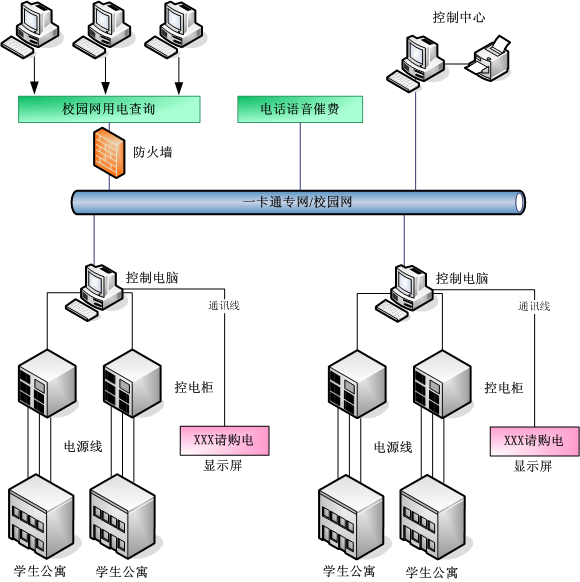 控制中心
校园网用电查询
电话语音催费
防火墙
一卡通专网/校园网
控制电脑
控制电脑
通讯线
通讯线
控电柜
控电柜
电源线
XXX请购电
电源线
XXX请购电
显示屏
显示屏
学生公寓
学生公寓
学生公寓
学生公寓